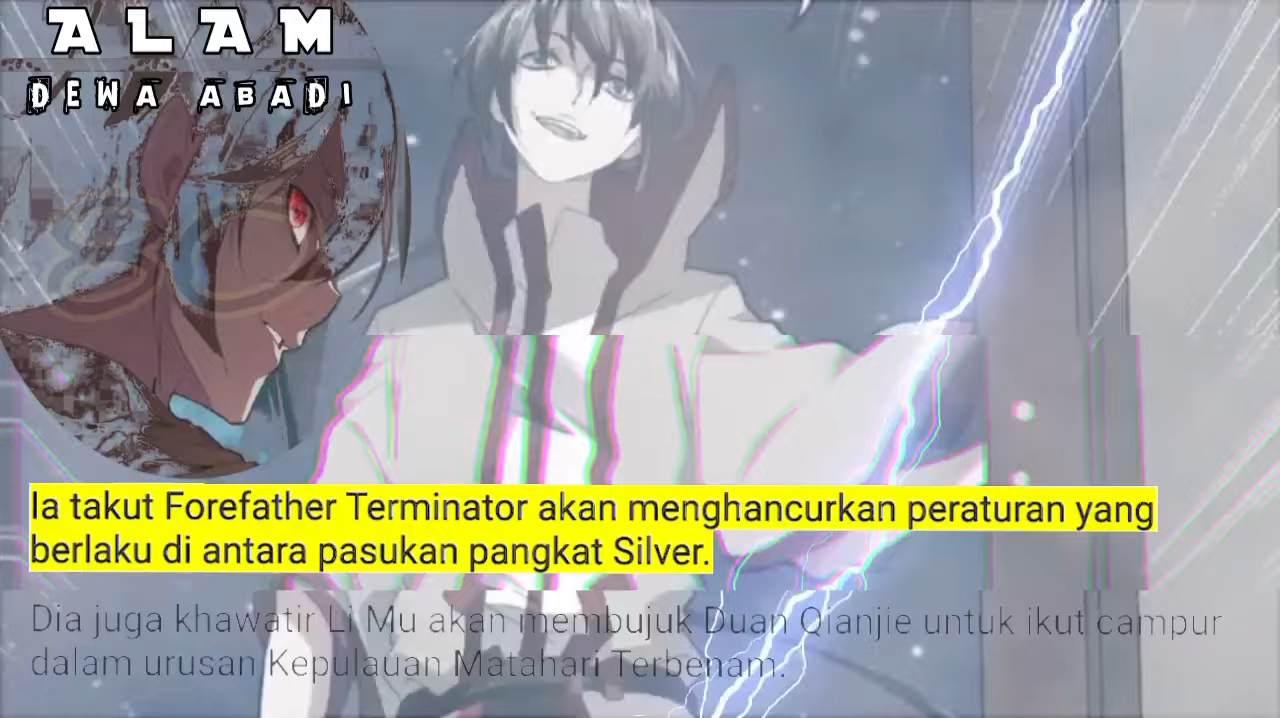 ALAM
DEWA ABADI
Ia takut Forefather Terminator akan menghancurkan peraturan yang
berlaku di antara pasukan pangkat Silver.
Dia juga khawatir Li Mu akan membujuk Duan Qianjie untuk ikut campur
dalam urusan Kepulauan Matahari Terbenam.